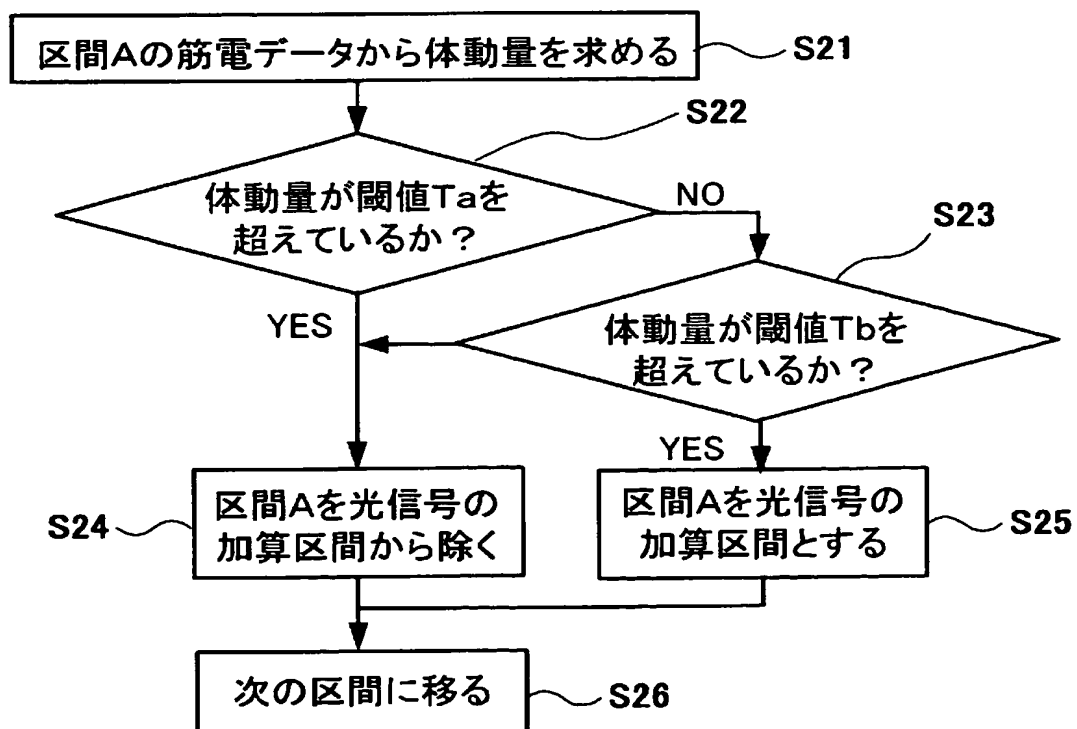 区間Aの筋電データから体動量を求める
S21
S22
体動量が閾値Taを
超えているか？
NO
S23
YES
体動量が閾値Tbを
超えているか？
YES
S24
区間Aを光信号の
加算区間から除く
区間Aを光信号の
加算区間とする
S25
次の区間に移る
S26